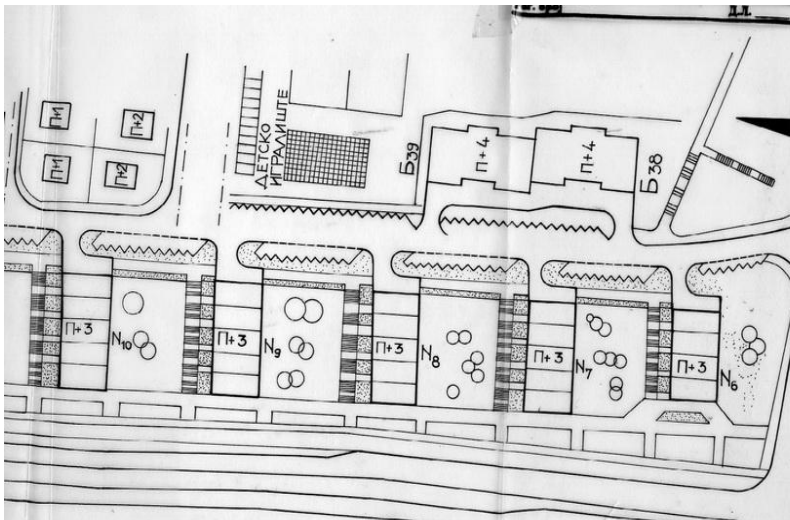 П+1
П+2
П+1
П+2
ДЕТСКО
ИГРАЛИШТЕ
Б39
П+4
П+4
Б38
П+3
N10
П+3
N9
П+3
N8
П+3
N7
П+3
N6